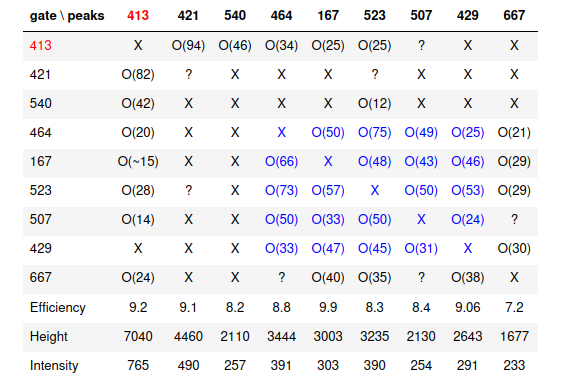 gate \ peaks 413 421 540 464 167 523 507 429 667
413 X O(94) O(46) O(34) O(25) O(25) ? X X
421 O(82) ? X X X ? X X X
540 O(42) X X X X O(12) X X X
464 O(20) X X X O(50) O(75) O(49) O(25) O(21)
167 O(~15) X X O(66) X O(48) O(43) O(46) O(29)
523 O(28) ? X O(73) O(57) X O(50) O(53) O(29)
507 O(14) X X O(50) O(33) O(50) X O(24) ?
429 X X X O(33) O(47) O(45) O(31) X O(30)
667 O(24) X X ? O(40) O(35) ? O(38) X
Efficiency 9.2 9.1 8.2 8.8 9.9 8.3 8.4 9.06 7.2
Height 7040 4460 2110 3444 3003 3235 2130 2643 1677
Intensity 765 490 257 391 303 390 254 291 233